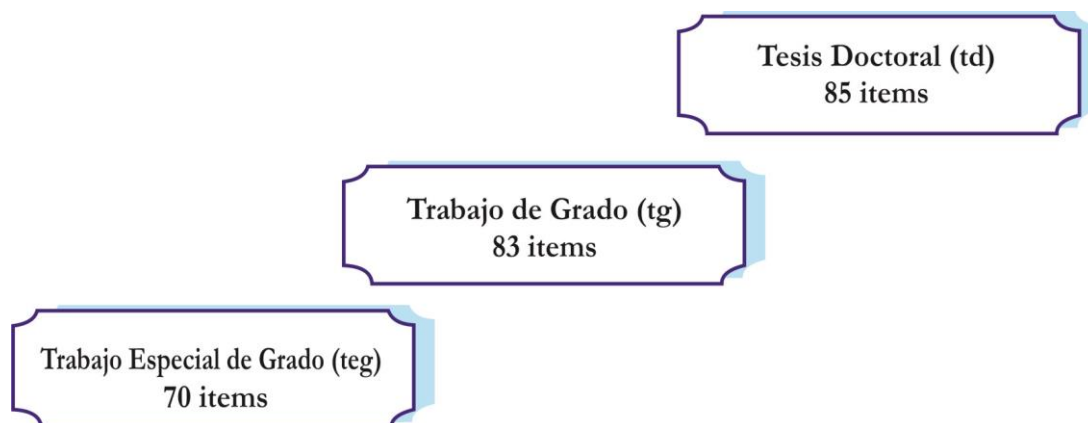 Tesis Doctoral (td)
85 items
Trabajo de Grado (tg)
83 items
Trabajo Especial de Grado (teg)
70 items